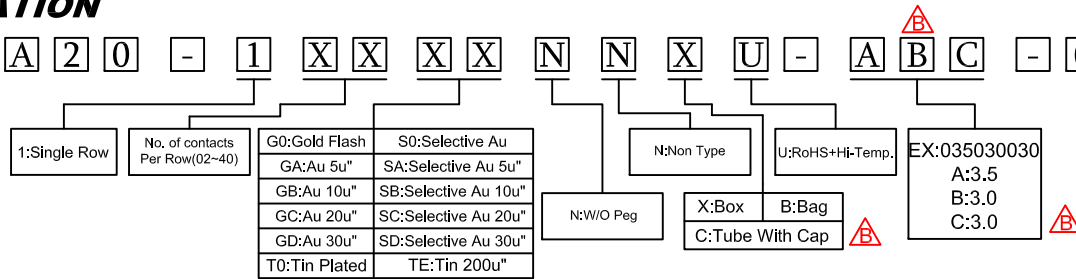 A 2 0 - 1 X X X X N N X U - A B C -
B
1:Single Row
No. of contacts
Per Row(02~40)
G0:Gold Flash S0:Selective Au
GA:Au 5u" SA:Selective Au 5u"
GB:Au 10u" SB:Selective Au 10u"
GC:Au 20u" SC:Selective Au 20u"
GD:Au 30u" SD:Selective Au 30u"
T0:Tin Plated TE:Tin 200u"
N:W/O Peg
N:Non Type
X:Box B:Bag
C:Tube With Cap
B
U:RoHS+Hi-Temp.
EX:035030030
A:3.5
B:3.0
C:3.0
B